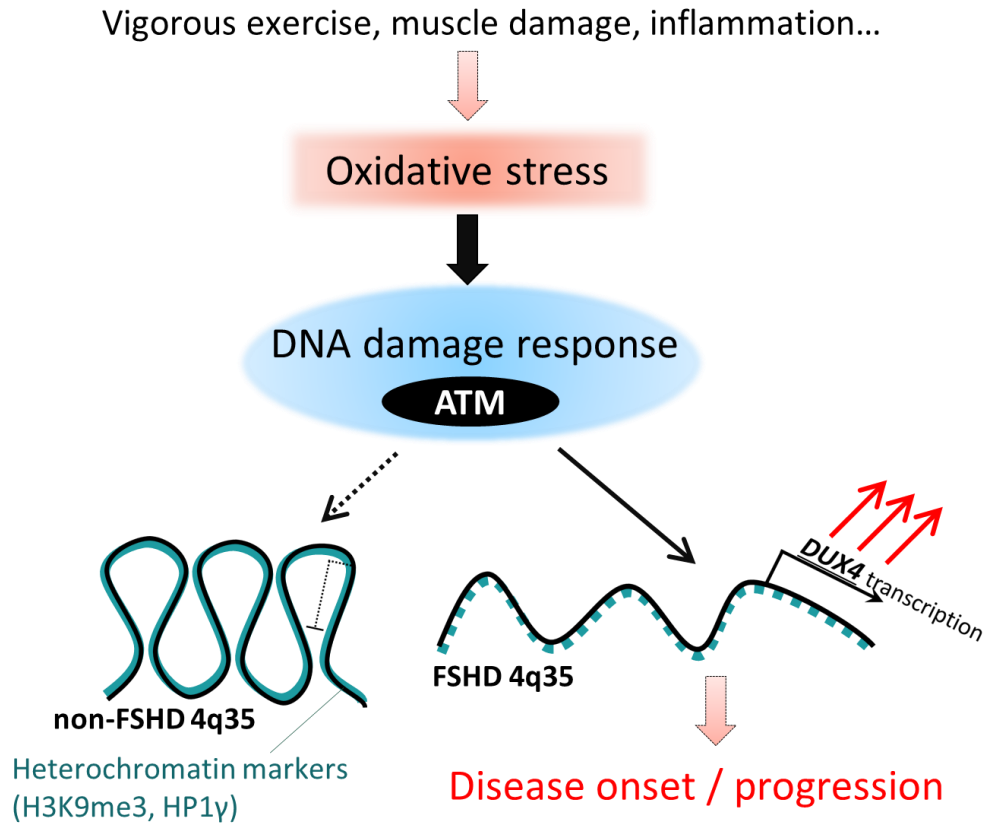 Vigorous exercise, muscle damage, inflammation…
Oxidative stress
DNA damage response
ATM
DUX4 transcription
FSHD 4q35
non-FSHD 4q35
Heterochromatin markers
(H3K9me3, HP1γ)
Disease onset / progression